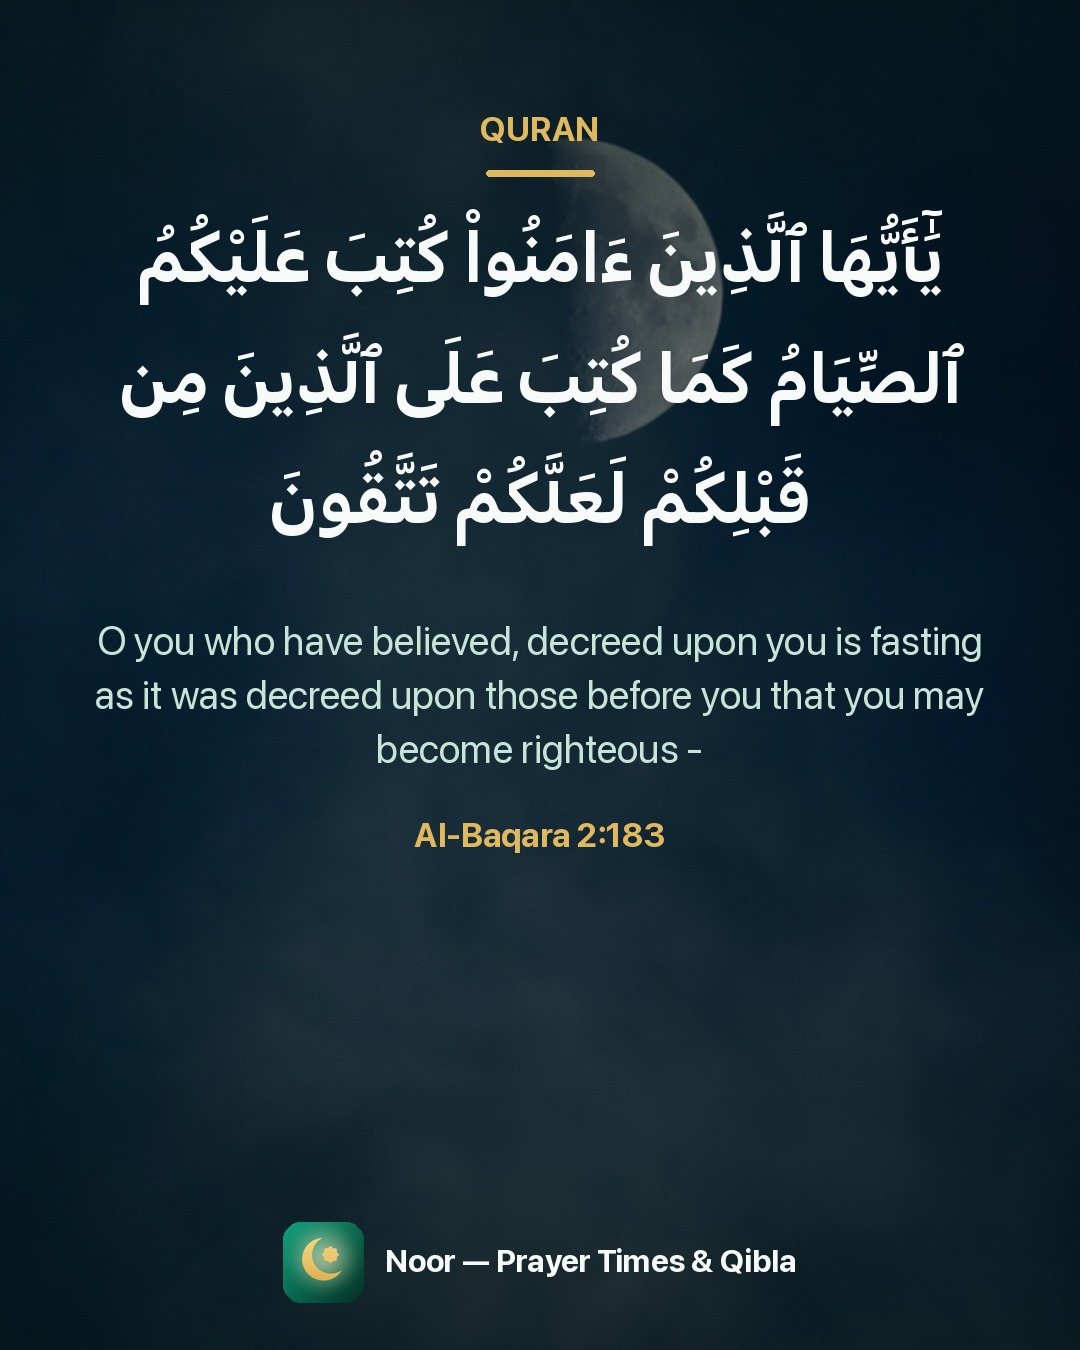 QURAN
يَٰٓأَيُّهَا ٱلَّذِينَ ءَامَنُوا۟ كُتِبَ عَلَيْكُمُ
ٱلصِّيَامُ كَمَا كُتِبَ عَلَى ٱلَّذِينَ مِن
قَبْلِكُمْ لَعَلَّكُمْ تَتَّقُونَ
O you who have believed, decreed upon you is fasting
as it was decreed upon those before you that you may
become righteous -
Al-Baqara 2:183
Noor — Prayer Times & Qibla